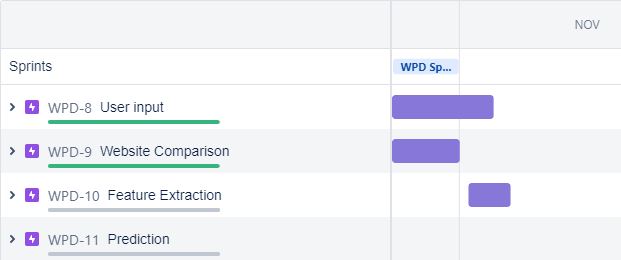 NOV
Sprints
WPD Sp...
WPD-8 User input
WPD-9 Website Comparison
WPD-10 Feature Extraction
WPD-11 Prediction